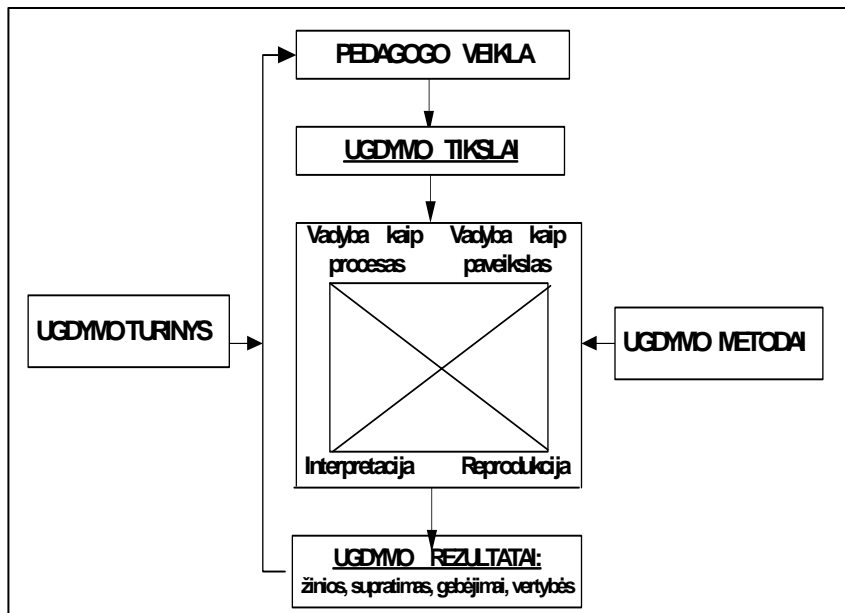 PEDAGOGO VEIKLA
UGDYMO TIKSLAI
Vadyba kaip procesas
Vadyba kaip paveikslas
UGDYMO TURINYS
UGDYMO METODAI
Interpretacija
Reprodukcija
UGDYMO REZULTATAI:
žinios, supratimas, gebėjimai, vertybės